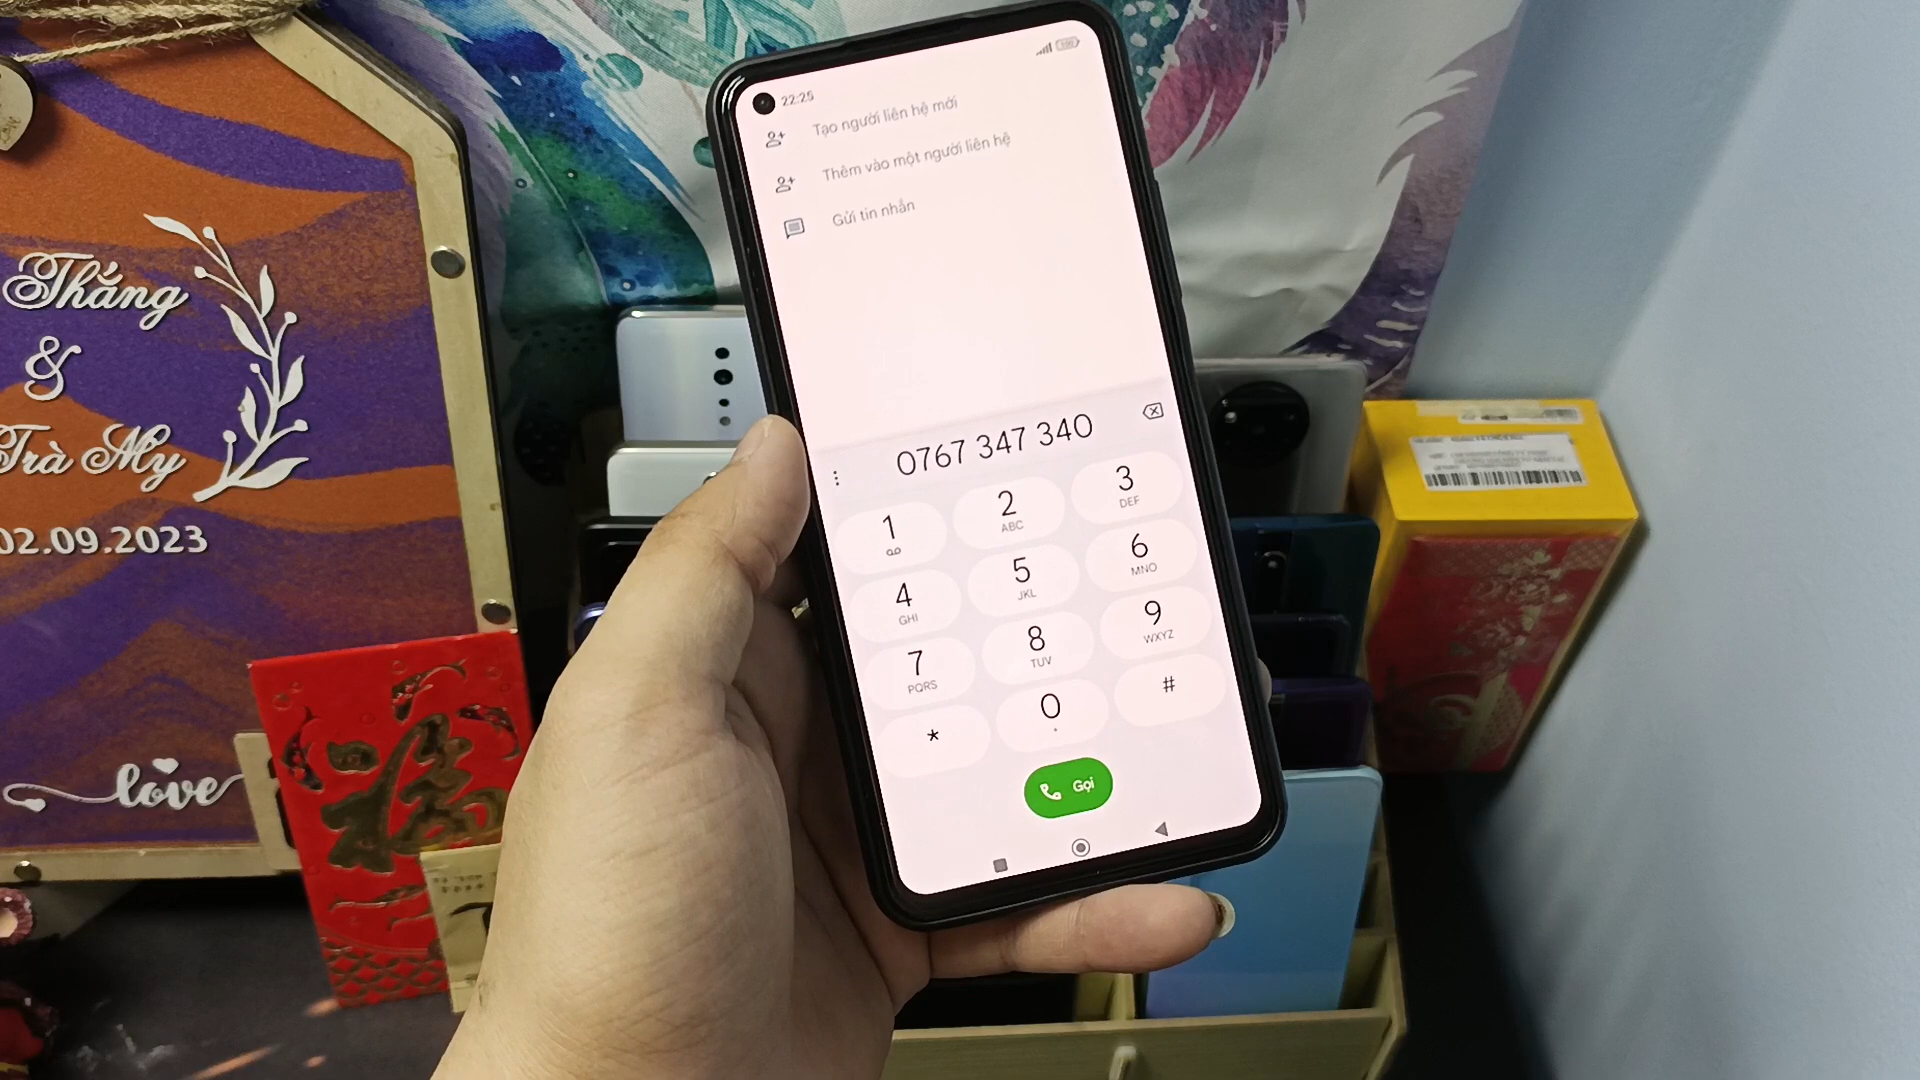 Thắng
&
Trà My
02.09.2023
love
22:25
Tạo người liên hệ mới
Thêm vào một người liên hệ
Gửi tin nhắn
0767 347 340
1
2
ABC
3
DEF
4
GHI
5
JKL
6
MNO
7
PQRS
8
TUV
9
WXYZ
*
0
#
Gọi
福